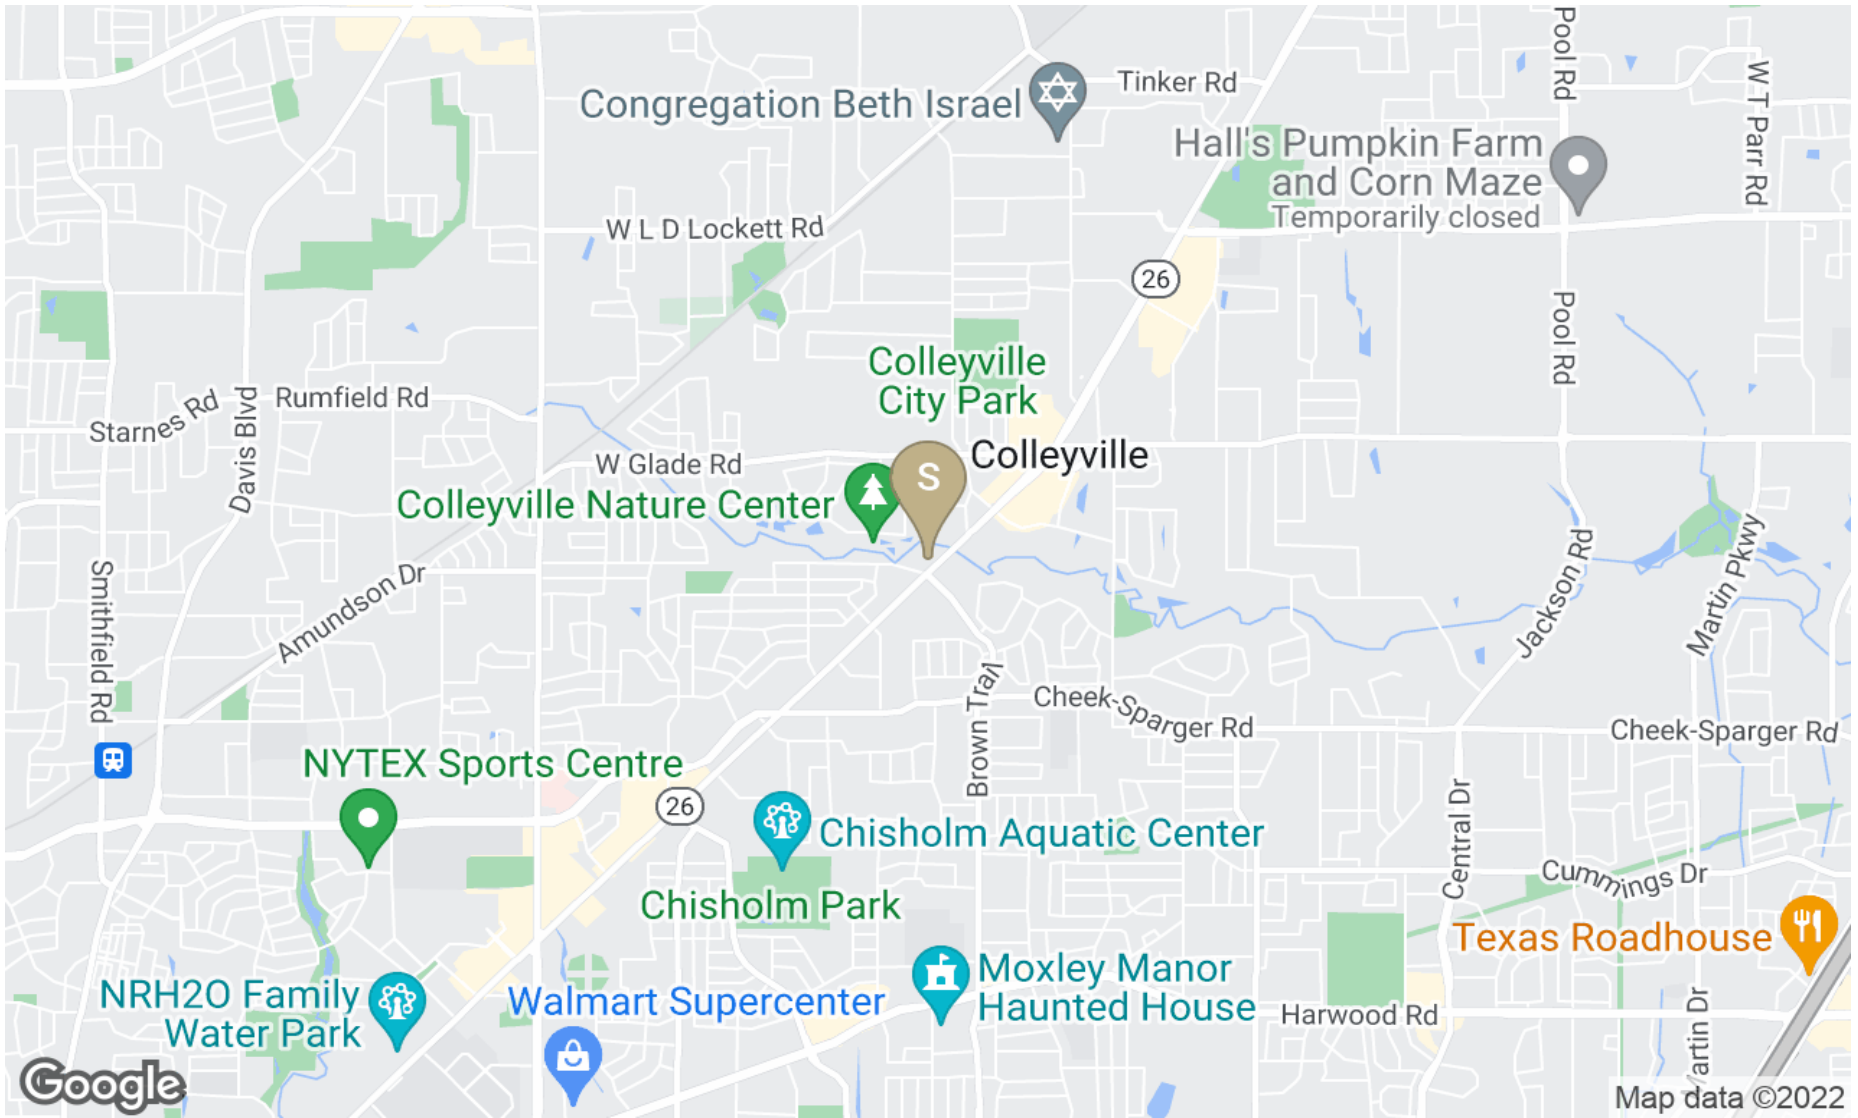 Pool Rd
Tinker Rd
W T Parr Rd
Congregation Beth Israel
Hall's Pumpkin Farm
and Corn Maze
Temporarily closed
W L D Lockett Rd
26
Pool Rd
Colleyville
City Park
Starnes Rd
Davis Blvd
Rumfield Rd
W Glade Rd
S
Colleyville
Colleyville Nature Center
Smithfield Rd
Amundson Dr
Jackson Rd
Martin Pkwy
Brown Trail
Cheek-Sparger Rd
Cheek-Sparger Rd
NYTEX Sports Centre
26
Chisholm Aquatic Center
Central Dr
Cummings Dr
Chisholm Park
Texas Roadhouse
NRH2O Family
Water Park
Walmart Supercenter
Moxley Manor
Haunted House
Harwood Rd
Martin Dr
Google
Map data ©2022